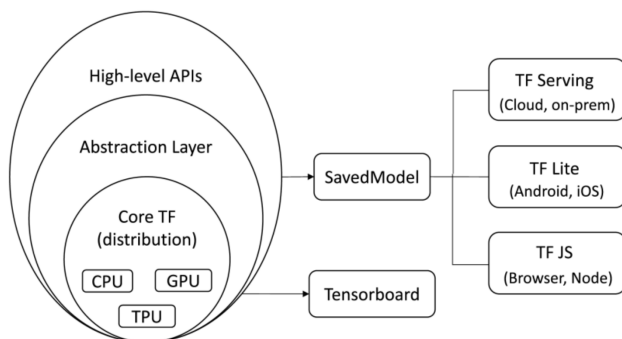 High-level APIs
Abstraction Layer
Core TF
(distribution)
CPU
GPU
TPU
SavedModel
Tensorboard
TF Serving
(Cloud, on-prem)
TF Lite
(Android, iOS)
TF JS
(Browser, Node)